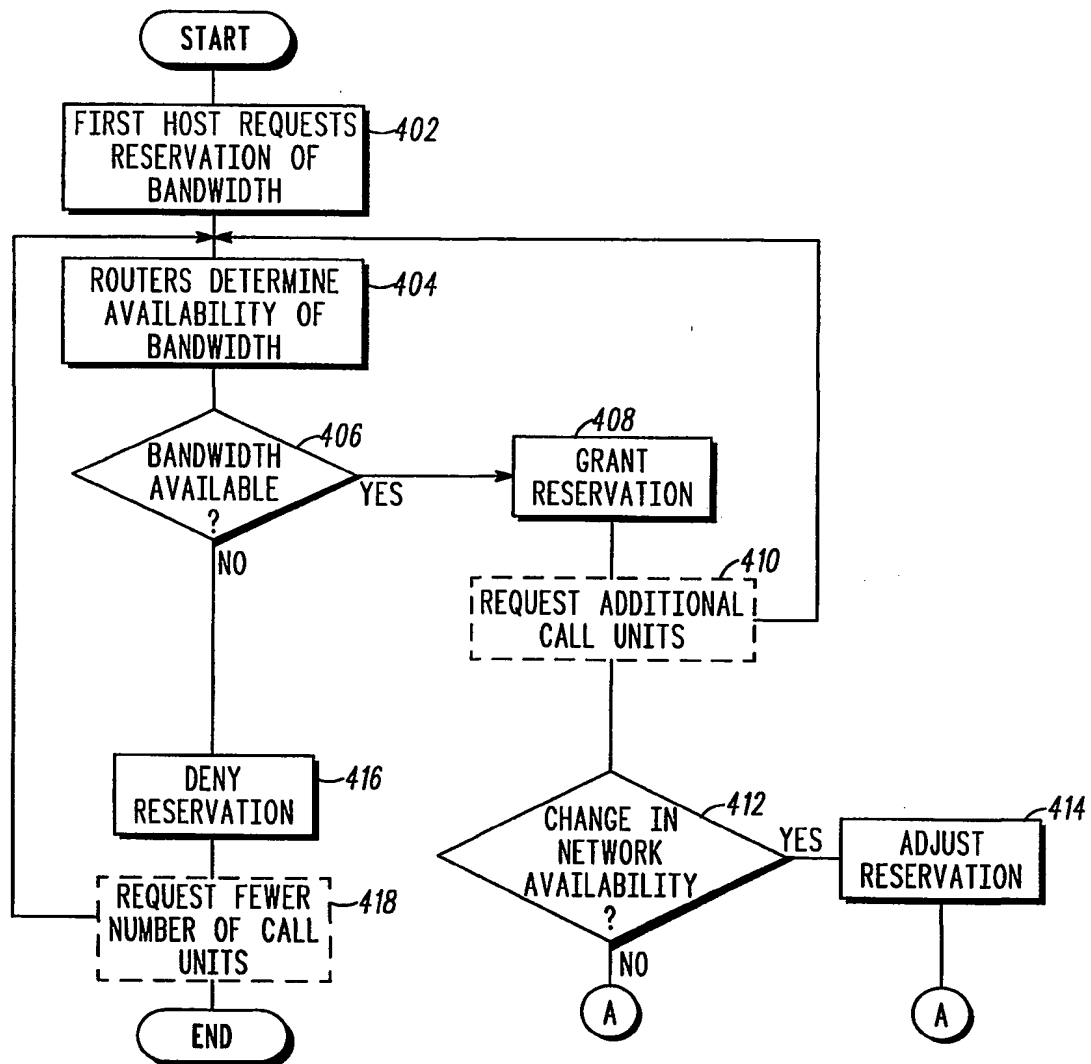 START
FIRST HOST REQUESTS
RESERVATION OF
BANDWIDTH
402
ROUTERS DETERMINE
AVAILABILITY OF
BANDWIDTH
404
BANDWIDTH
AVAILABLE
?
406
YES
NO
408
GRANT
RESERVATION
410
REQUEST ADDITIONAL
CALL UNITS
DENY
RESERVATION
416
CHANGE IN
NETWORK
AVAILABILITY
?
412
YES
NO
414
ADJUST
RESERVATION
REQUEST FEWER
NUMBER OF CALL
UNITS
418
END
A
A